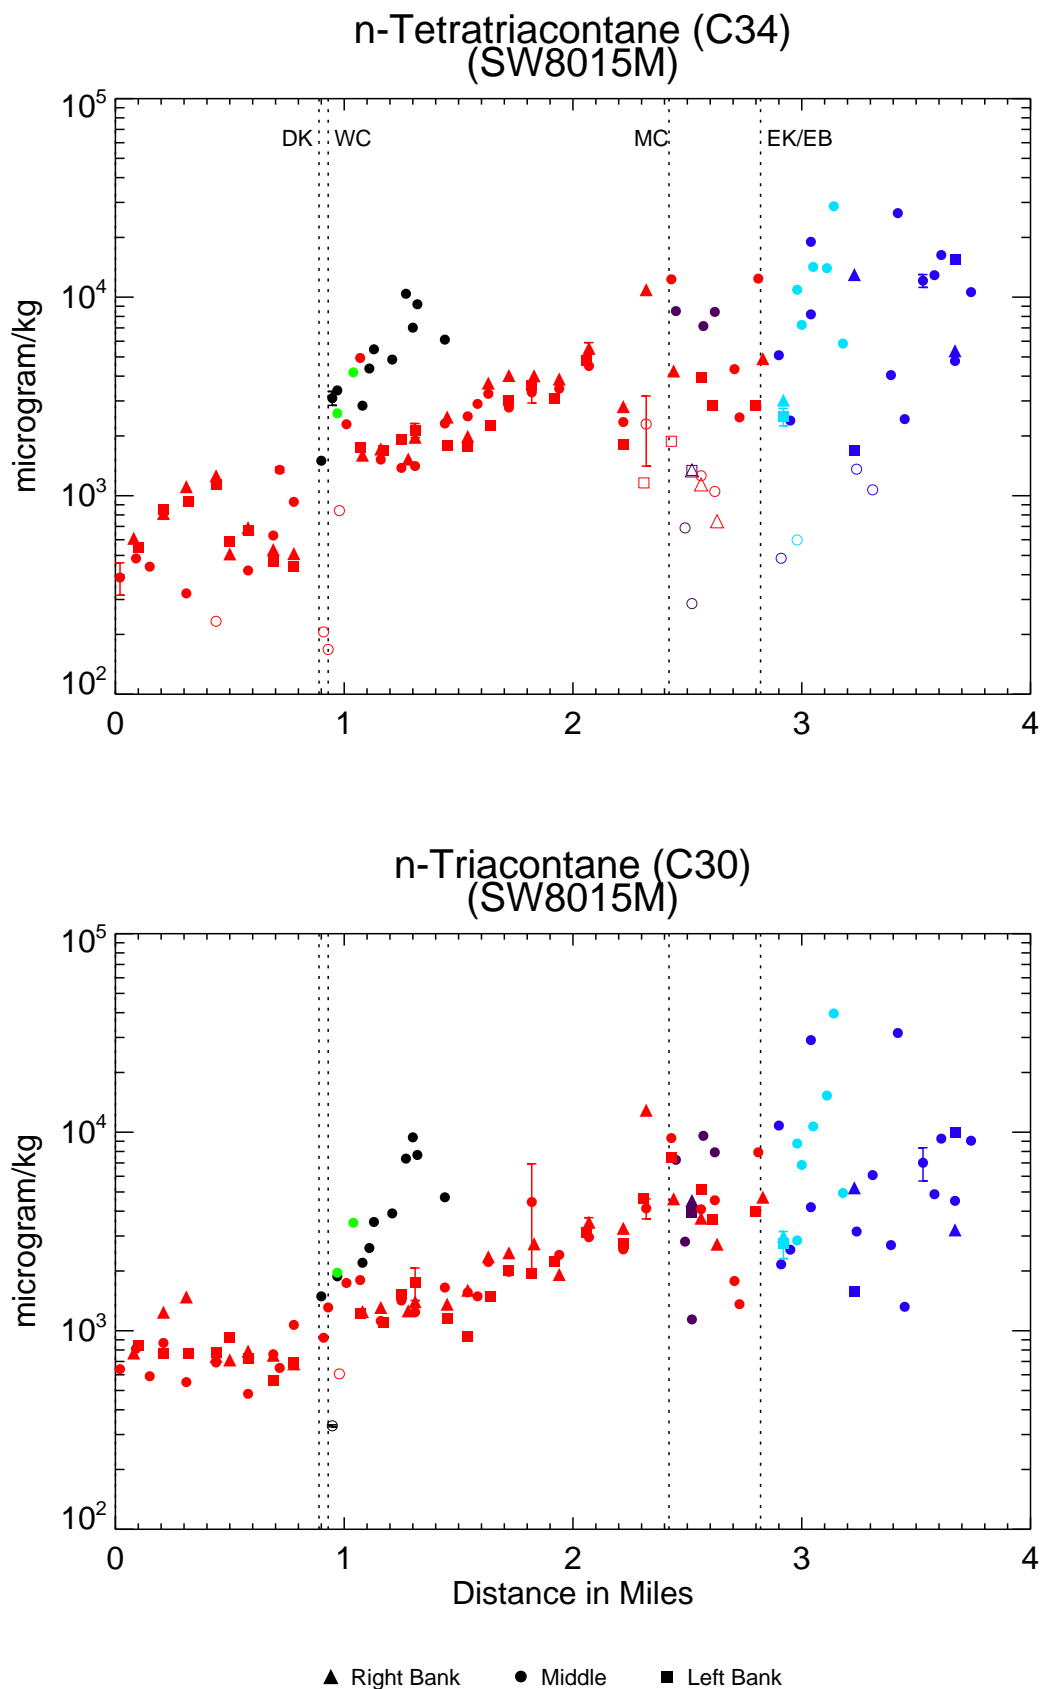 n-Tetratriacontane (C34)
(SW8015M)
10^5
DK WC MC EK/EB
10^4
microgram/kg
10^3
10^2
0 1 2 3 4
n-Triacontane (C30)
(SW8015M)
10^5
10^4
microgram/kg
10^3
10^2
0 1 2 3 4
Distance in Miles
Right Bank Middle Left Bank